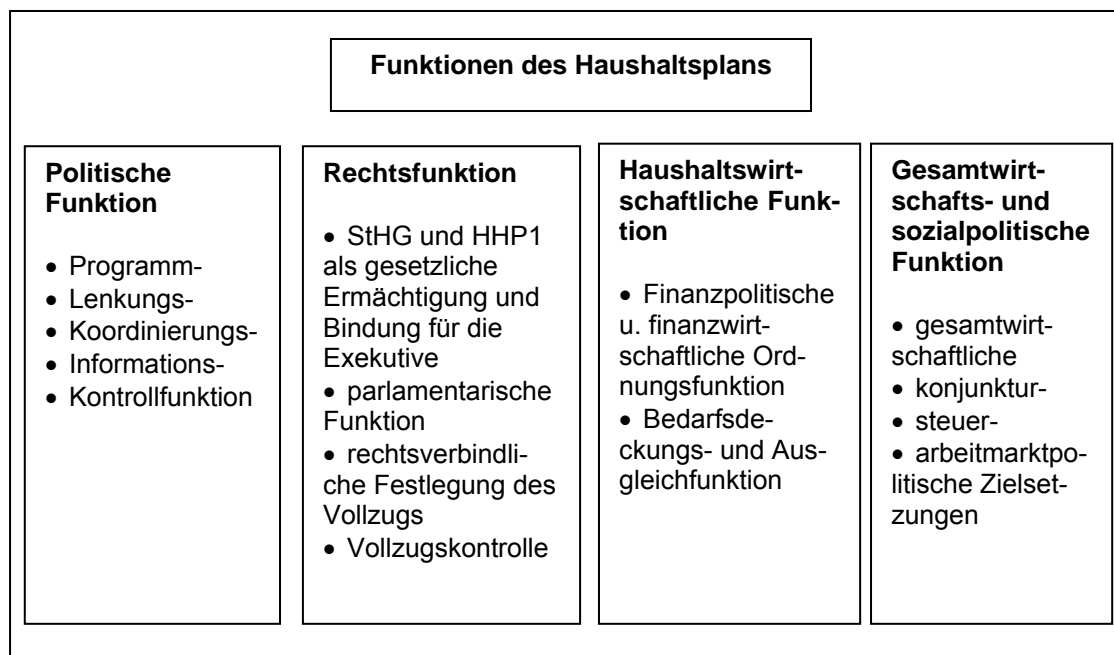 Funktionen des Haushaltsplans
Politische
Funktion
• Programm-
• Lenkungs-
• Koordinierungs-
• Informations-
• Kontrollfunktion
Rechtsfunktion
• StHG und HHP1
als gesetzliche
Ermächtigung und
Bindung für die
Exekutive
• parlamentarische
Funktion
• rechtsverbindli-
che Festlegung des
Vollzugs
• Vollzugskontrolle
Haushaltswirt-
schaftliche Funk-
tion
• Finanzpolitische
u. finanzwirt-
schaftliche Ord-
nungsfunktion
• Bedarfsde-
ckungs- und Aus-
gleichfunktion
Gesamtwirt-
schafts- und
sozialpolitische
Funktion
• gesamtwirt-
schaftliche
• konjunktur-
• steuer-
• arbeitmarktpo-
litische Zielset-
zungen